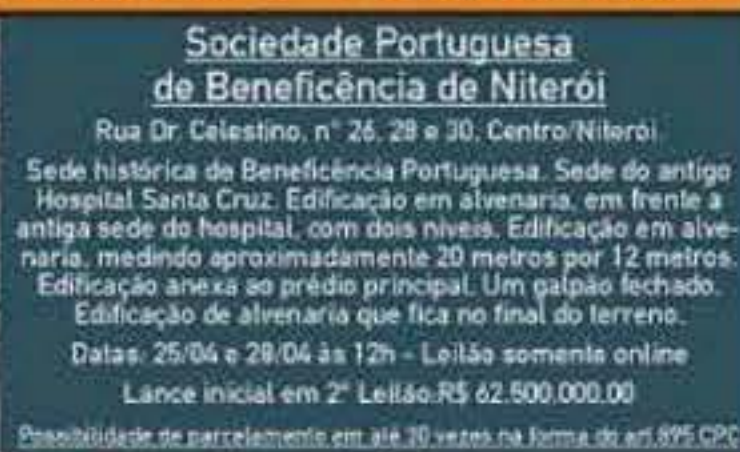 Sociedade Portuguesa
de Beneficência de Niterói
Rua Dr. Celestino, n° 26, 28 e 30, Centro/Niterói
Sede histórica da Beneficência Portuguesa. Sede do antigo
Hospital Santa Cruz. Edificação em alvenaria, em frente a
antiga sede do hospital, com dois níveis. Edificação em alve-
naria, medindo aproximadamente 20 metros por 12 metros.
Edificação anexa ao prédio principal. Um galpão fechado.
Edificação de alvenaria que fica no final do terreno.
Datas: 25/04 e 28/04 às 12h - Leilão somente online
Lance inicial em 2° Leilão:R$ 62.500.000.00
Possibilidade de parcelamento em até 30 vezes na forma do art.895 CPC